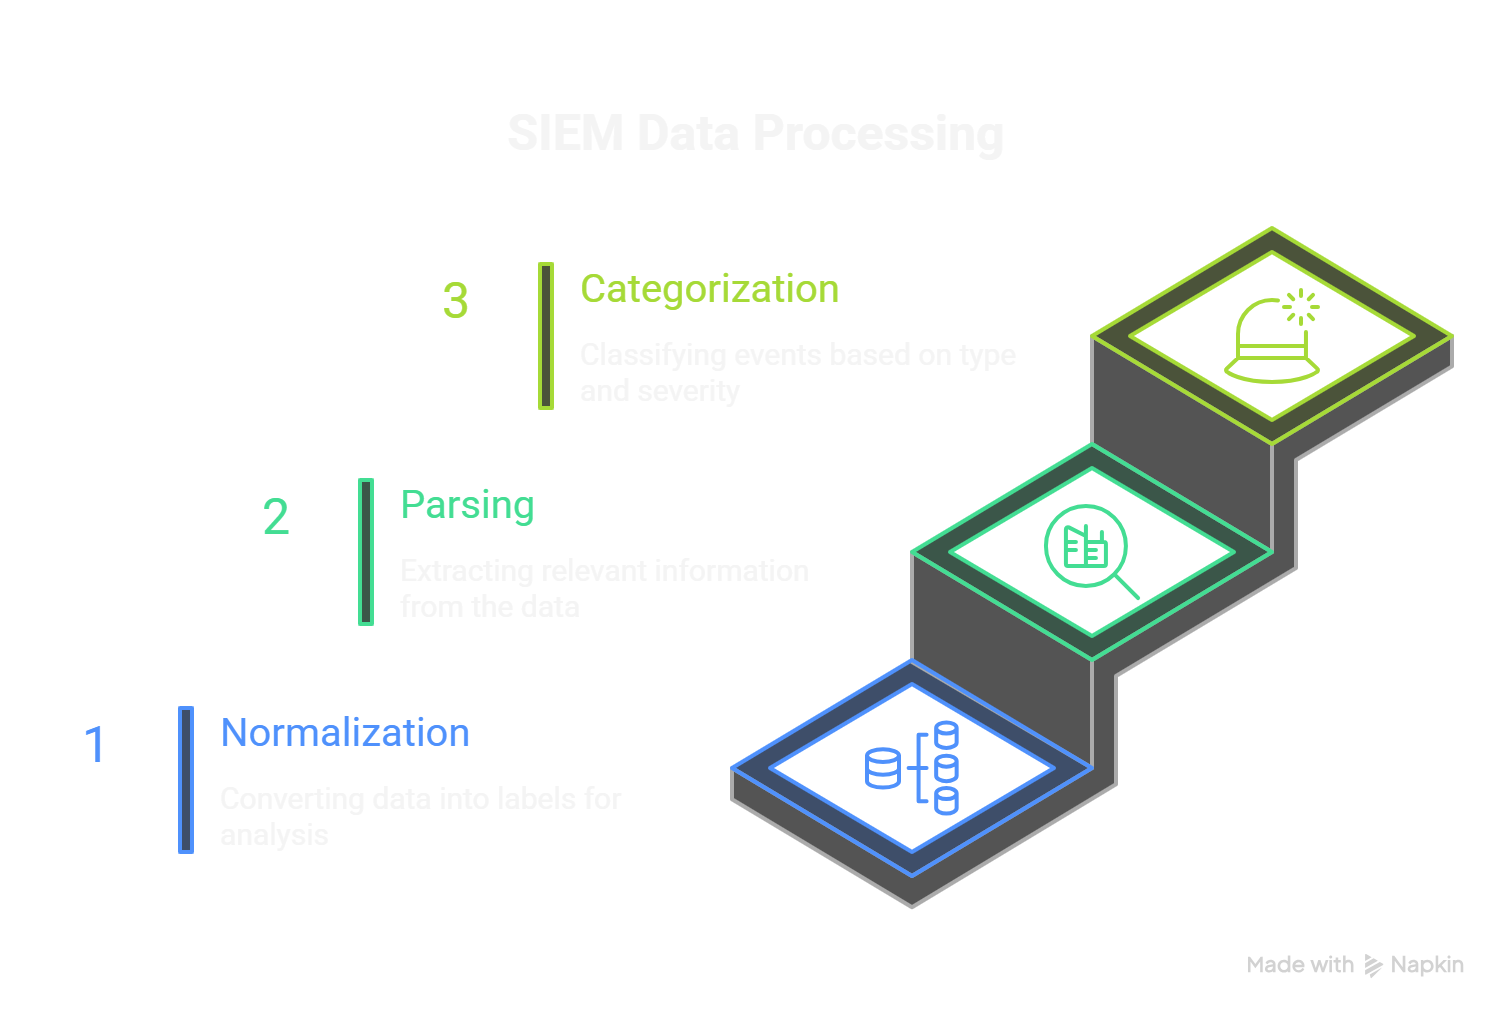 SIEM Data Processing
3
Categorization
Classifying events based on type
and severity
2
Parsing
Extracting relevant information
from the data
1
Normalization
Converting data into labels for
analysis
Made with Napkin